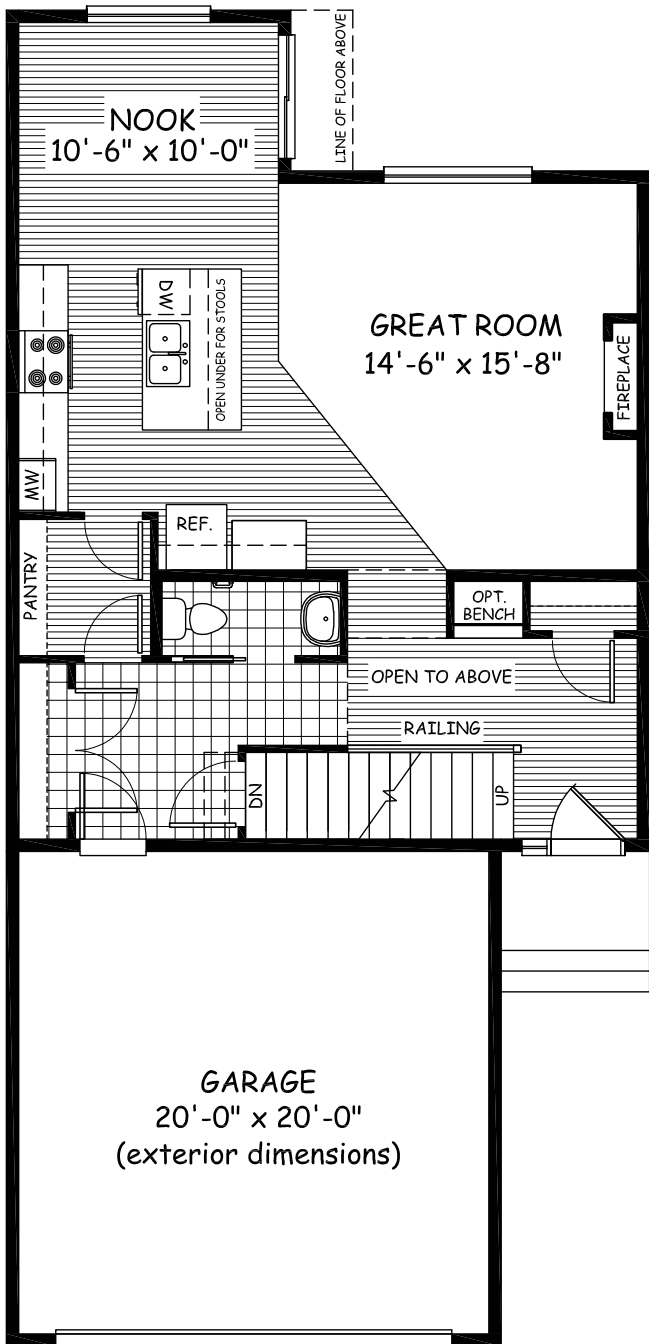 LINE OF FLOOR ABOVE
NOOK
10'-6" x 10'-0"
DW
OPEN UNDER FOR STOOLS
GREAT ROOM
14'-6" x 15'-8"
FIREPLACE
MW
REF.
PANTRY
OPT.
BENCH
OPEN TO ABOVE
RAILING
DN
UP
GARAGE
20'-0" x 20'-0"
(exterior dimensions)